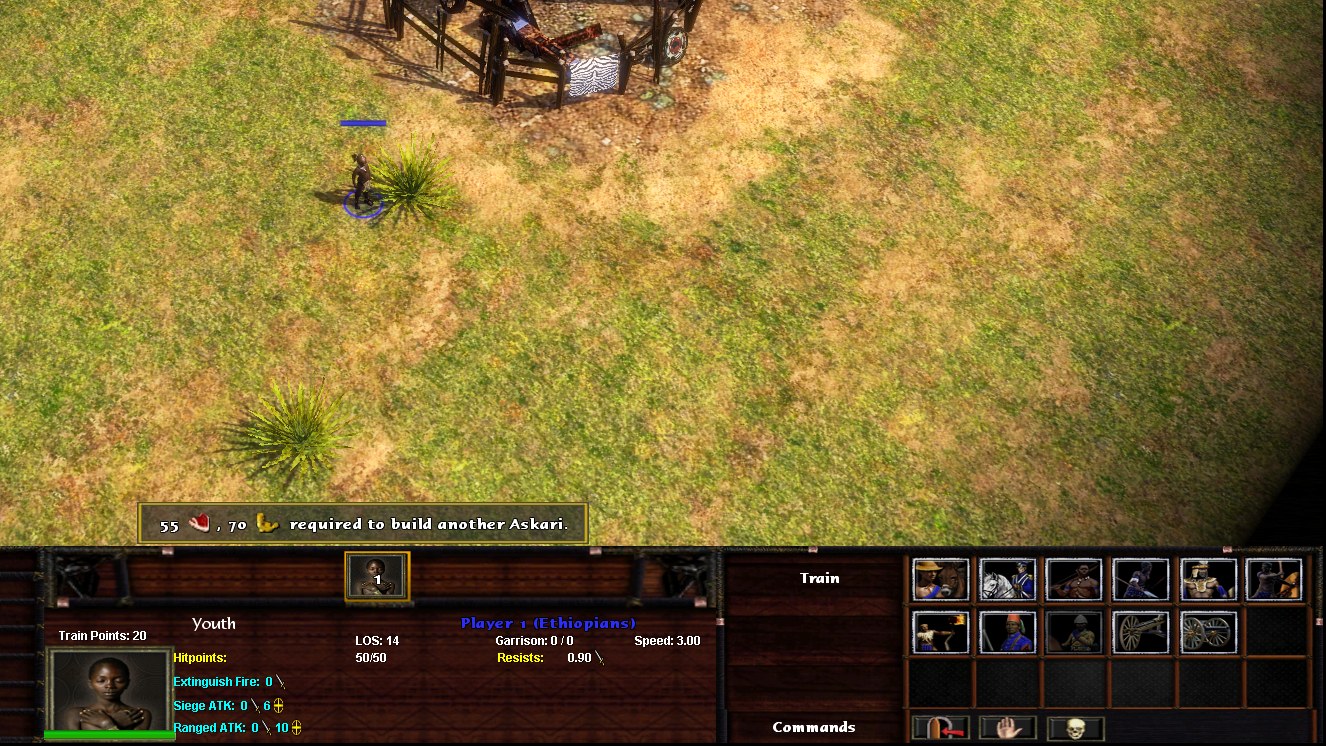 55 , 70 required to build another Askari.
1
Train
Youth
Player 1 (Ethiopians)
Train Points: 20
LOS: 14
Garrison: 0 / 0
Speed: 3.00
Hitpoints:
50/50
Resists: 0.90
Extinguish Fire: 0
Siege ATK: 0 6
Ranged ATK: 0 10
Commands